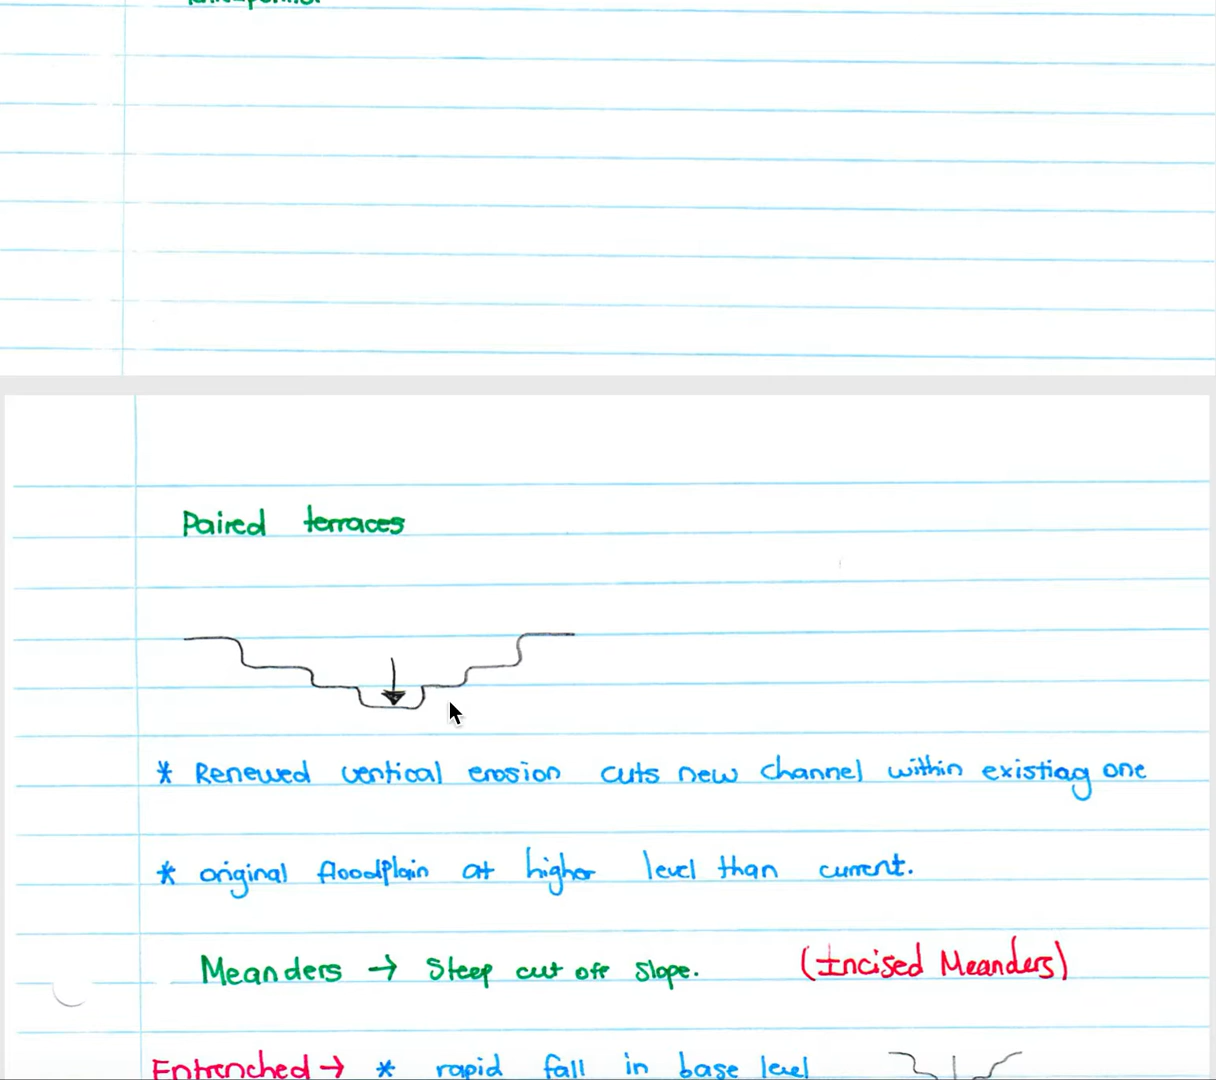 Paired terraces
* Renewed vertical erosion cuts new channel within existing one
* original floodplain at higher level than current.
Meanders → Steep cut off slope. (Incised Meanders)
Entrenched → * rapid fall in base level